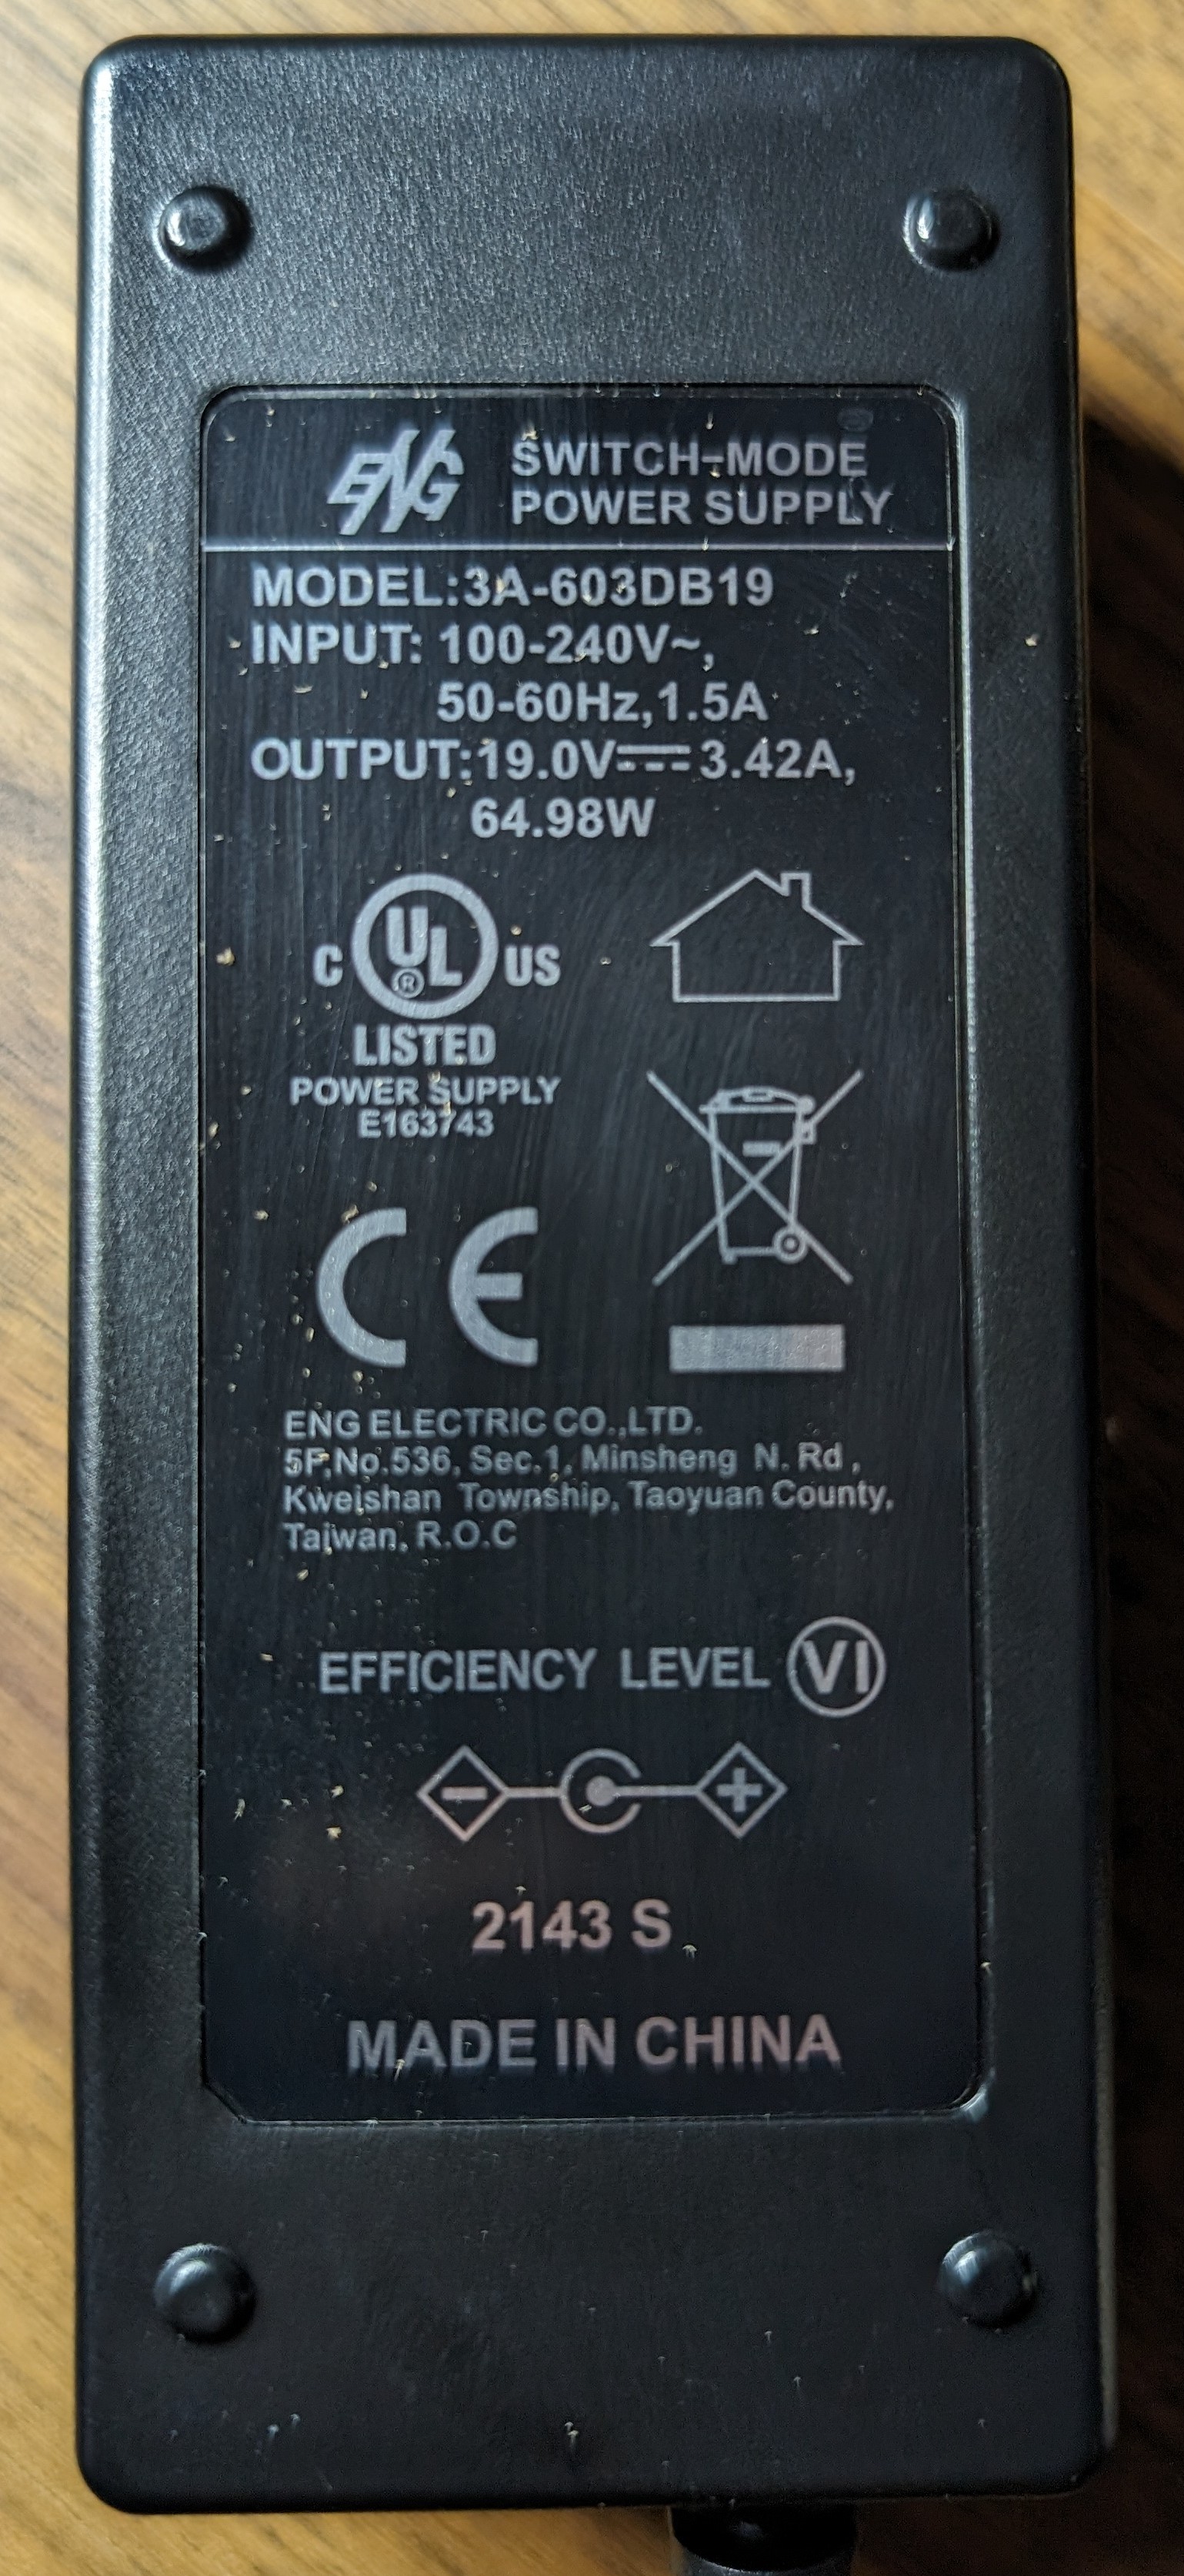 ENG
SWITCH-MODE
POWER SUPPLY
MODEL:3A-603DB19
INPUT: 100-240V~,
50-60Hz,1.5A
OUTPUT:19.0V⎓3.42A,
64.98W
C UL® US
LISTED
POWER SUPPLY
E163743
CE
ENG ELECTRIC CO.,LTD.
5F,No.536, Sec.1, Minsheng N. Rd ,
Kweishan Township, Taoyuan County,
Taiwan, R.O.C
EFFICIENCY LEVEL VI
- +
2143 S
MADE IN CHINA